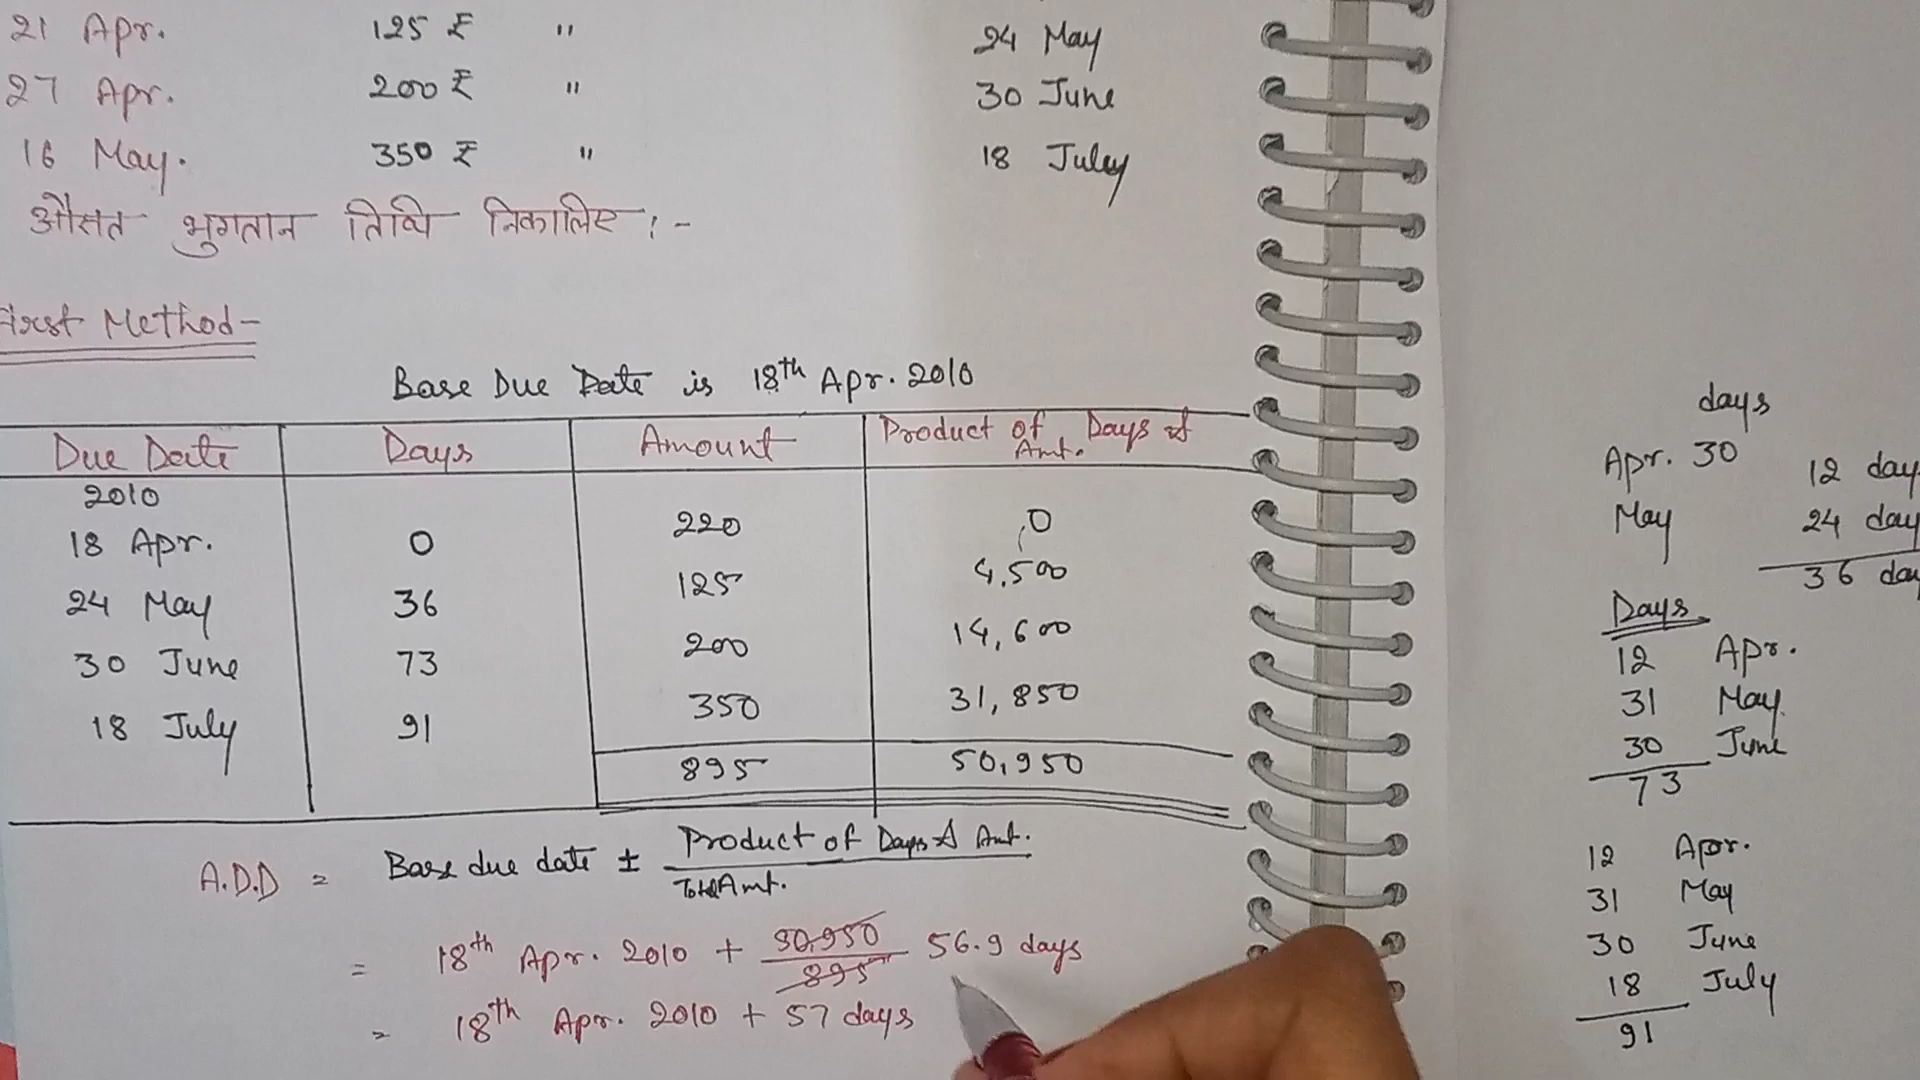 21 Apr. 125 ₹ " 24 May
27 Apr. 200 ₹ " 30 June
16 May. 350 ₹ " 18 July
औसत भुगतान तिथि निकालिए :-
First Method-
Base Due Date is 18th Apr. 2010
Due Date Days Amount Product of Days & Amt.
2010
18 Apr. 0 220 0
24 May 36 125 4,500
30 June 73 200 14,600
18 July 91 350 31,850
895 50,950
A.D.D = Base due date ± Product of Days & Amt.
Total Amt.
= 18th Apr. 2010 + 50,950 56.9 days
895
= 18th Apr. 2010 + 57 days
days
Apr. 30 12 day
May 24 day
36 day
Days
12 Apr.
31 May.
30 June
73
12 Apr.
31 May
30 June
18 July
91